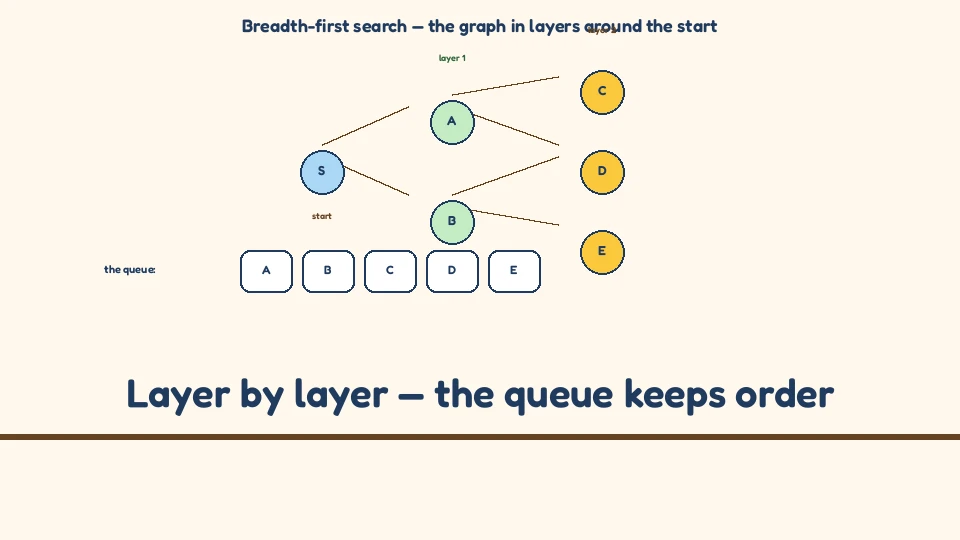 Breadth-first search — the graph in layers around the start
layer 1
C
A
S
D
start
B
E
the queue:
A
B
C
D
E
Layer by layer — the queue keeps order